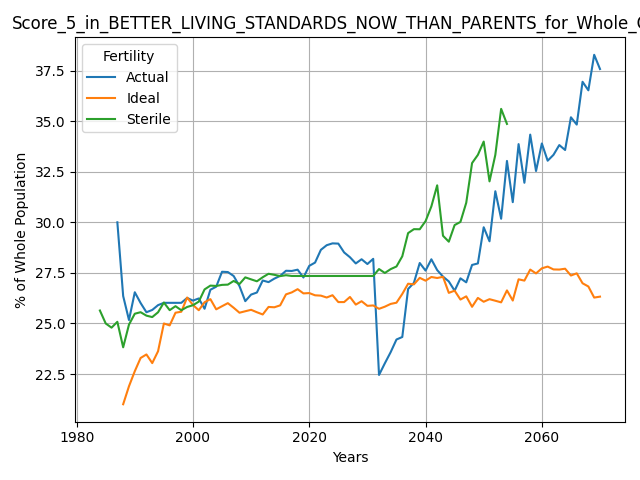 Score_5_in_BETTER_LIVING_STANDARDS_NOW_THAN_PARENTS_for_Whole_
Fertility
Actual
Ideal
Sterile
% of Whole Population
37.5
35.0
32.5
30.0
27.5
25.0
22.5
1980
2000
2020
2040
2060
Years